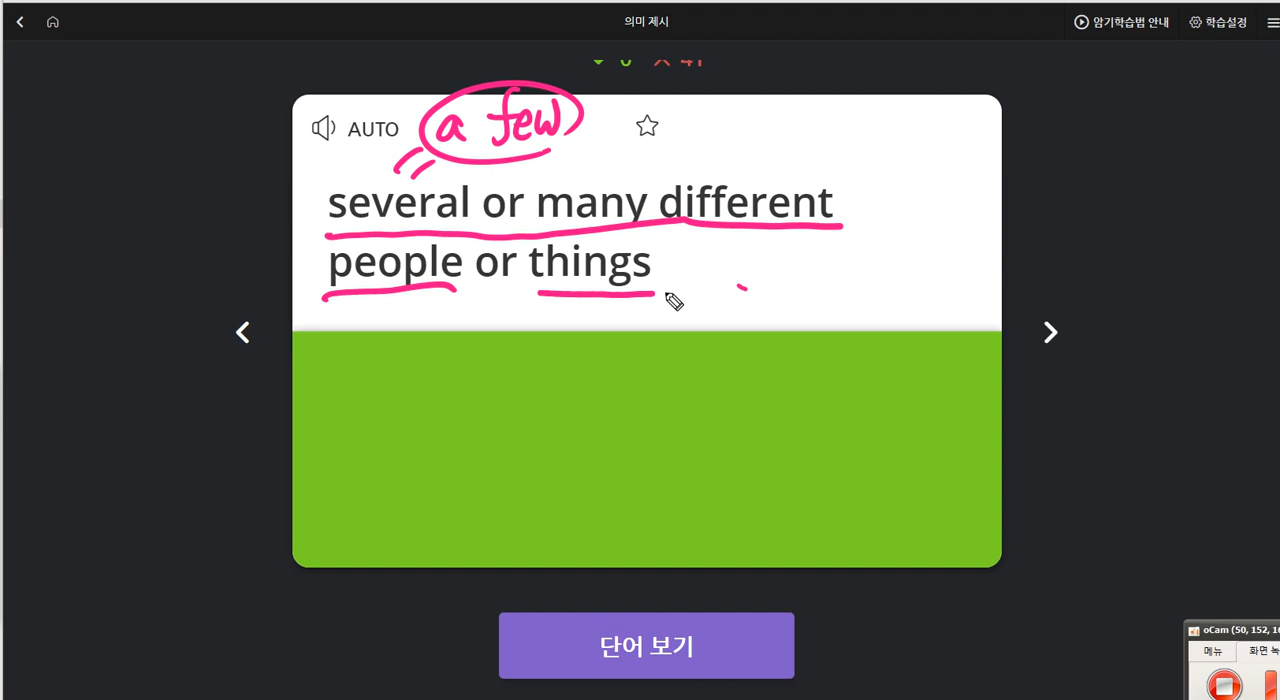 의미 제시
암기학습법 안내
학습설정
AUTO
a few
several or many different
people or things
단어 보기
oCam (50, 152, 16
메뉴
화면 녹